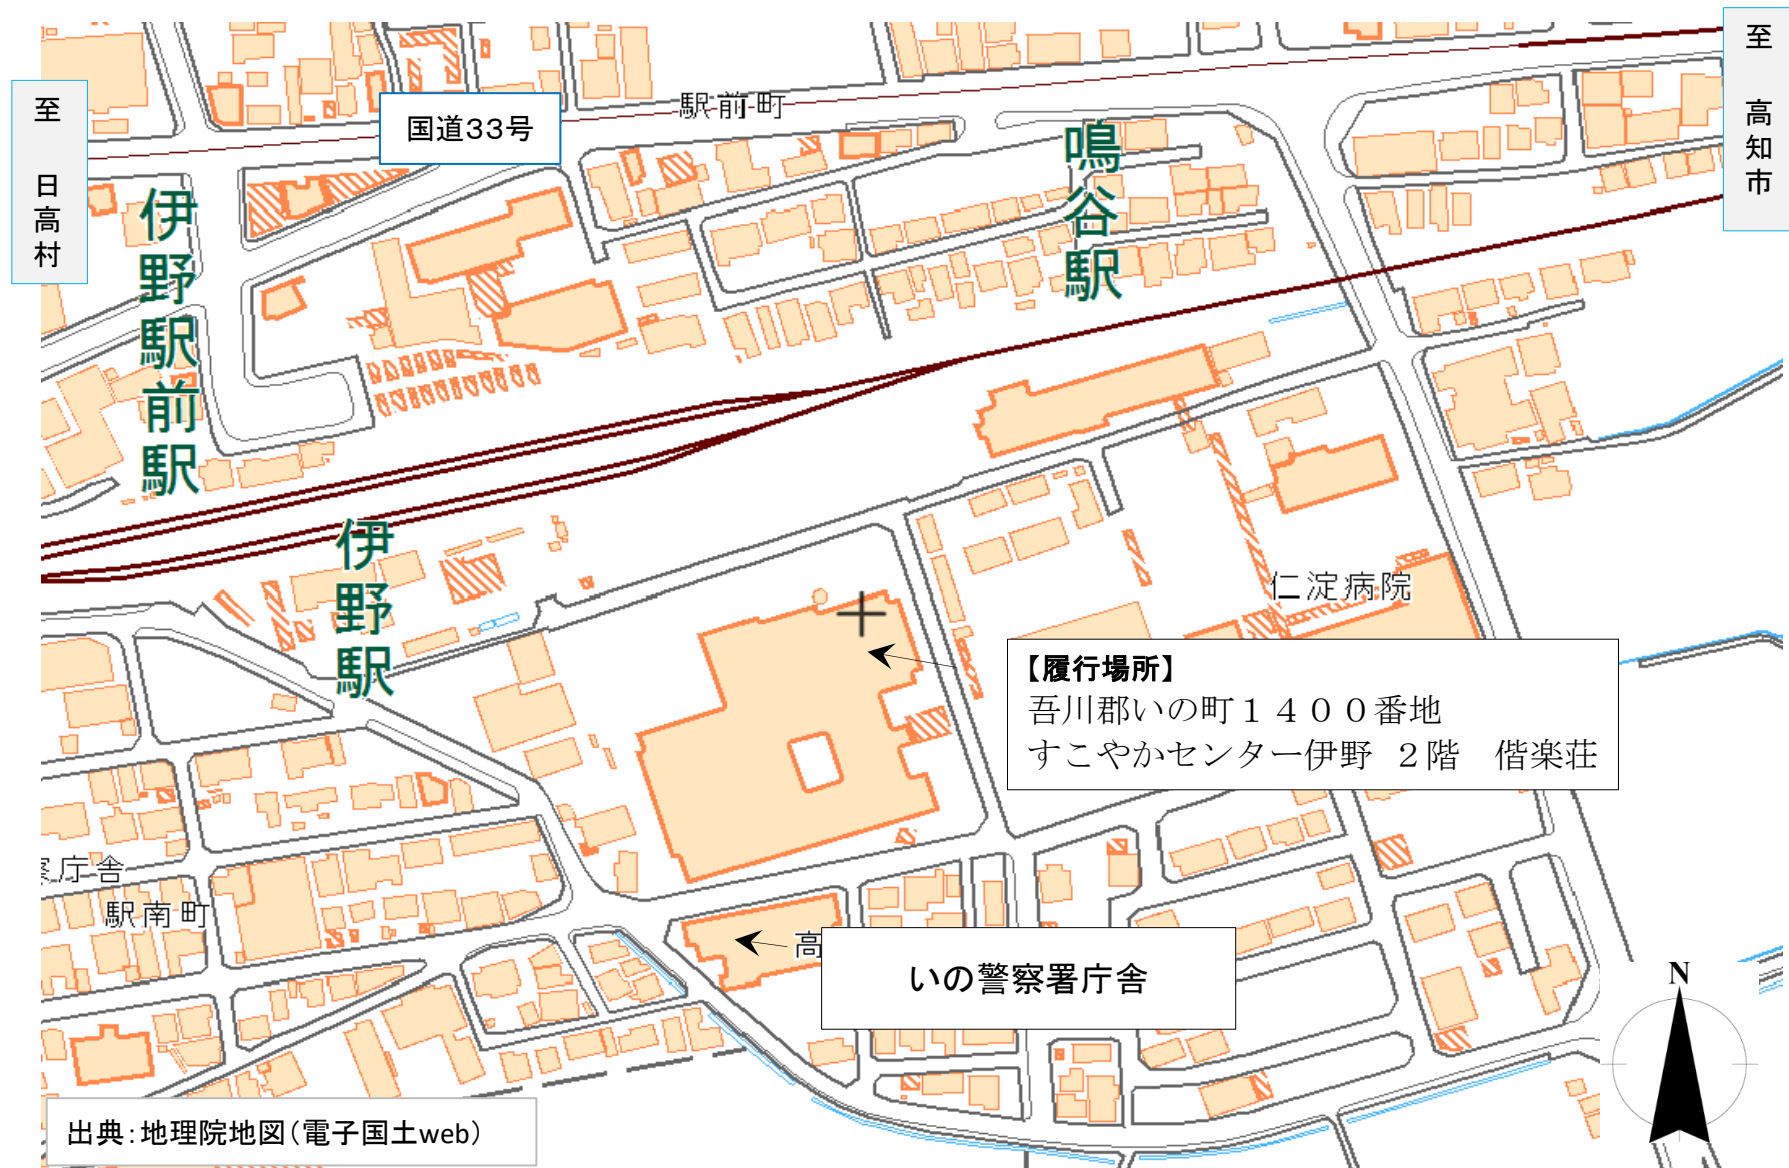 至 高知市
至 日高村
国道33号
駅前町
鳴谷駅
伊野駅前駅
伊野駅
仁淀病院
【履行場所】
吾川郡いの町１４００番地
すこやかセンター伊野 ２階　偕楽荘
庁舎
駅南町
高
いの警察署庁舎
N
出典：地理院地図（電子国土web）